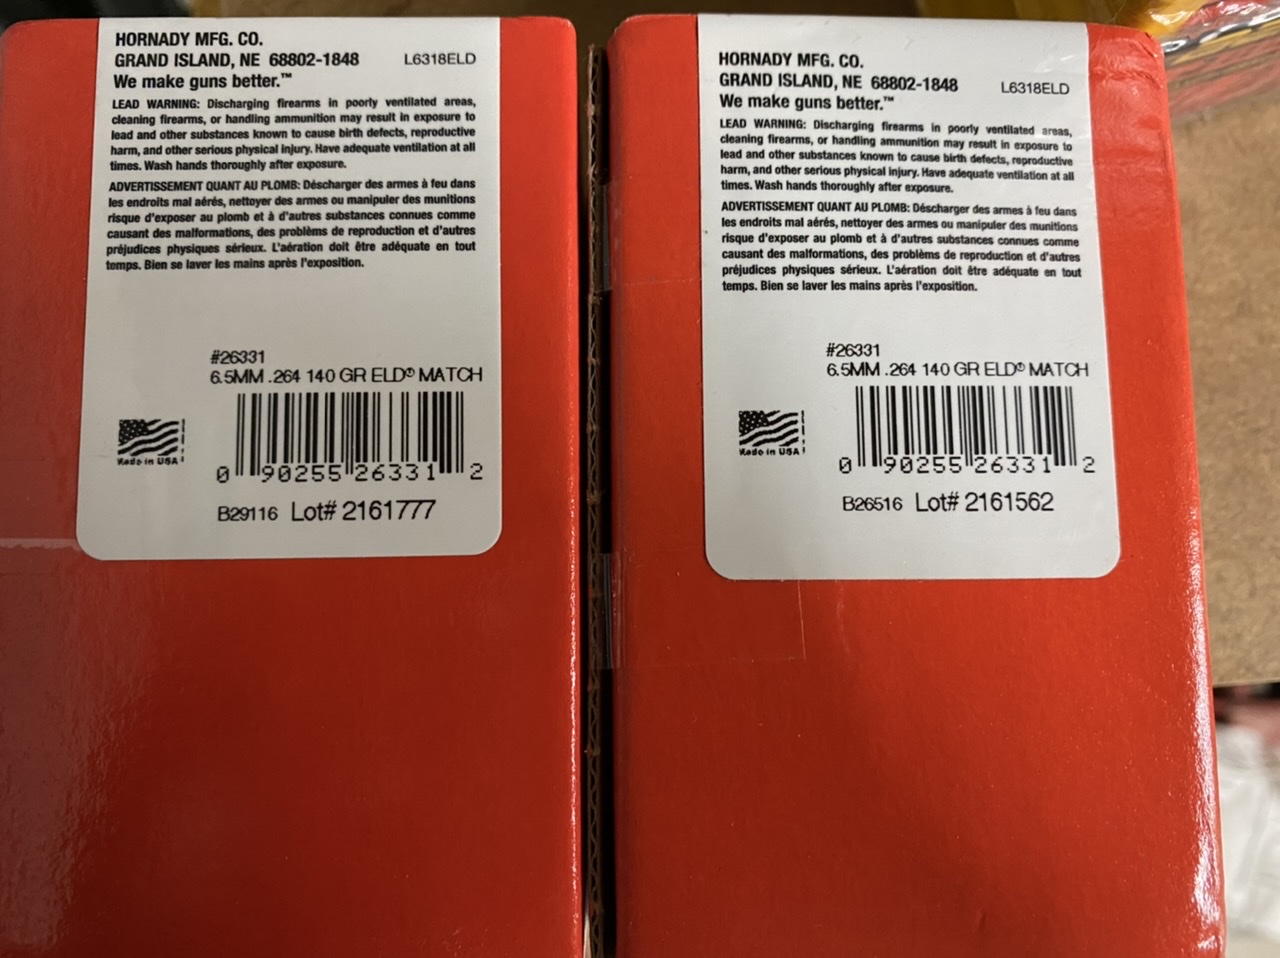 HORNADY MFG. CO.
GRAND ISLAND, NE 68802-1848 L6318ELD
We make guns better.™
LEAD WARNING: Discharging firearms in poorly ventilated areas,
cleaning firearms, or handling ammunition may result in exposure to
lead and other substances known to cause birth defects, reproductive
harm, and other serious physical injury. Have adequate ventilation at all
times. Wash hands thoroughly after exposure.
ADVERTISSEMENT QUANT AU PLOMB: Déscharger des armes à feu dans
les endroits mal aérés, nettoyer des armes ou manipuler des munitions
risque d'exposer au plomb et à d'autres substances connues comme
causant des malformations, des problèms de reproduction et d'autres
préjudices physiques sérieux. L'aération doit être adéquate en tout
temps. Bien se laver les mains après l'exposition.
#26331
6.5MM .264 140 GR ELD® MATCH
Made in USA
0 90255 26331 2
B29116 Lot# 2161777
HORNADY MFG. CO.
GRAND ISLAND, NE 68802-1848 L6318ELD
We make guns better.™
LEAD WARNING: Discharging firearms in poorly ventilated areas,
cleaning firearms, or handling ammunition may result in exposure to
lead and other substances known to cause birth defects, reproductive
harm, and other serious physical injury. Have adequate ventilation at all
times. Wash hands thoroughly after exposure.
ADVERTISSEMENT QUANT AU PLOMB: Déscharger des armes à feu dans
les endroits mal aérés, nettoyer des armes ou manipuler des munitions
risque d'exposer au plomb et à d'autres substances connues comme
causant des malformations, des problèms de reproduction et d'autres
préjudices physiques sérieux. L'aération doit être adéquate en tout
temps. Bien se laver les mains après l'exposition.
#26331
6.5MM .264 140 GR ELD® MATCH
Made in USA
0 90255 26331 2
B26516 Lot# 2161562